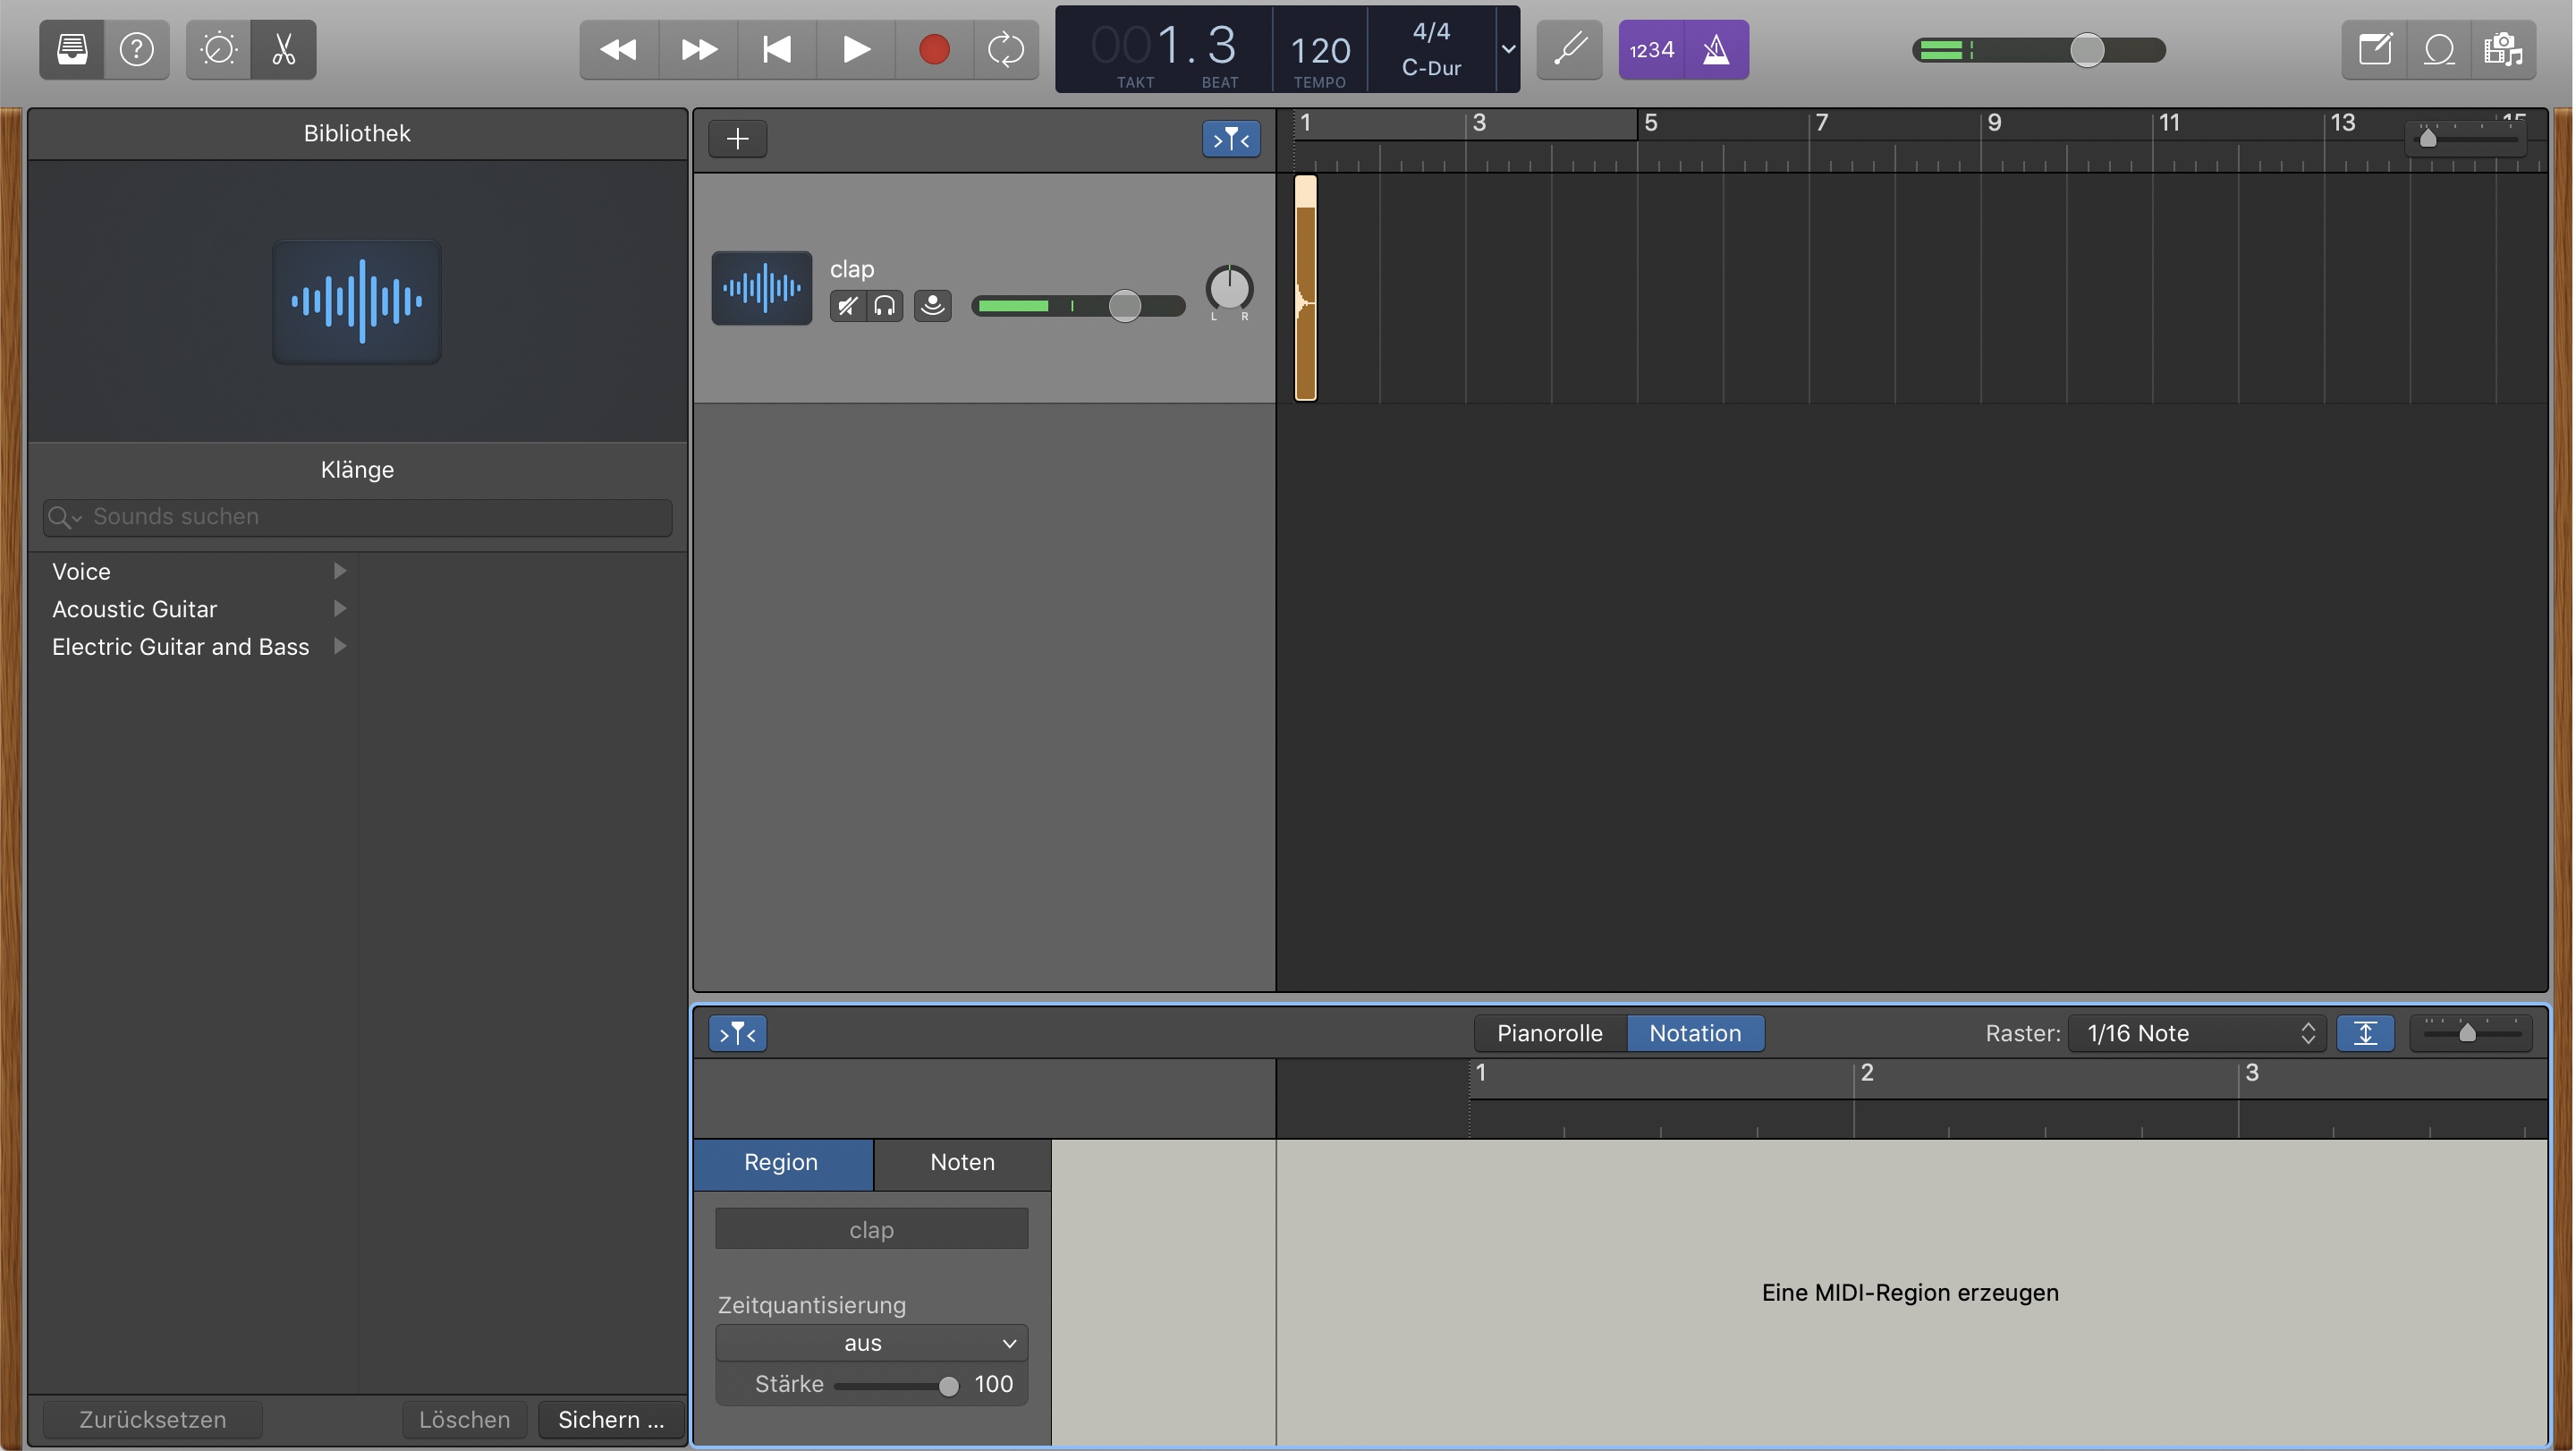 001.3
TAKT BEAT
120
TEMPO
4/4
C-Dur
1234
Bibliothek
Klänge
Sounds suchen
Voice
Acoustic Guitar
Electric Guitar and Bass
Zurücksetzen
Löschen
Sichern ...
1 3 5 7 9 11 13 15
clap
L R
Pianorolle
Notation
Raster:
1/16 Note
1 2 3
Region
Noten
clap
Zeitquantisierung
aus
Stärke
100
Eine MIDI-Region erzeugen